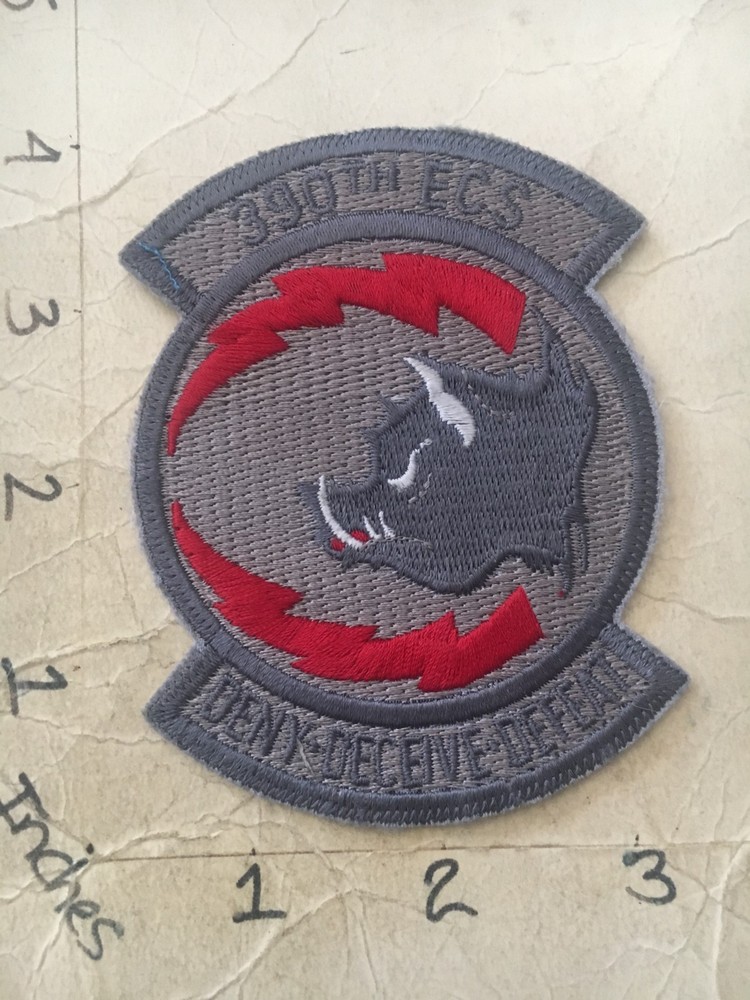 5
4
3
2
1
Inches
1
2
3
390TH ECS
DENY-DECEIVE-DEFEAT